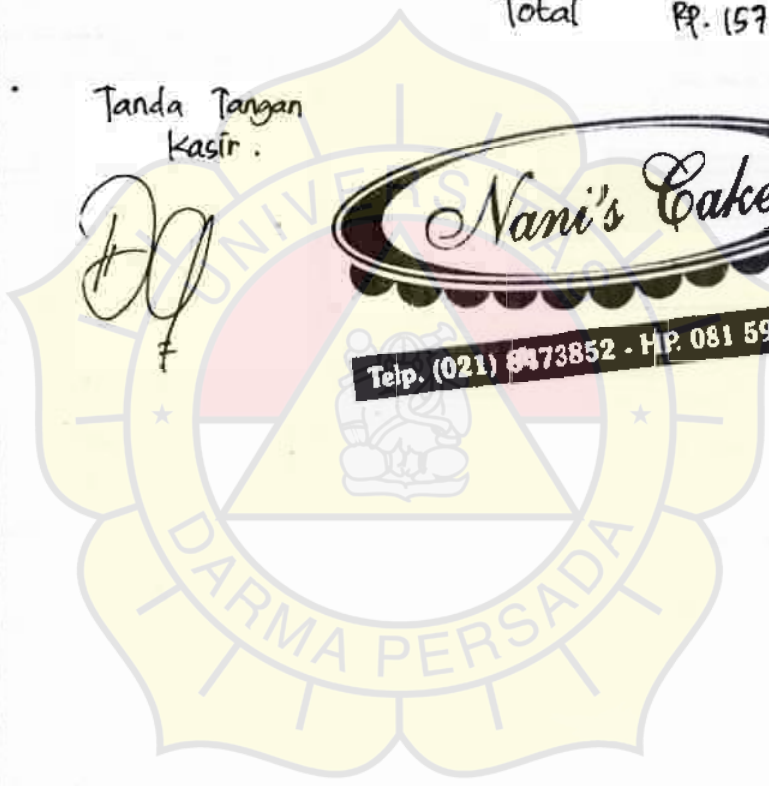 Total RP. 157
Tanda Tangan
Kasir.
Nani's Cake
Telp. (021) 8473852 - HP. 081 59
UNIVERSITAS
DARMA PERSADA